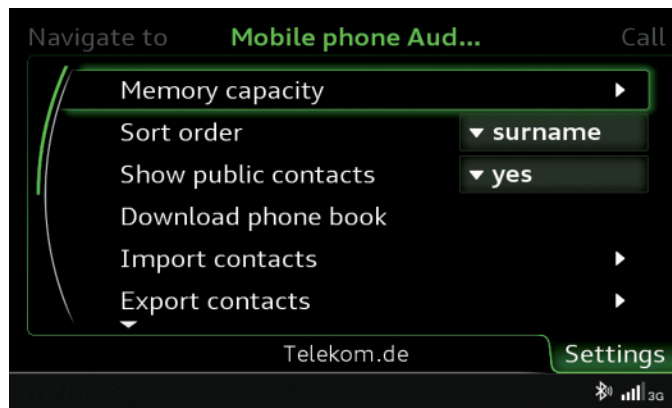 Navigate to Mobile phone Aud... Call
Memory capacity
Sort order surname
Show public contacts yes
Download phone book
Import contacts
Export contacts
Telekom.de Settings
3G